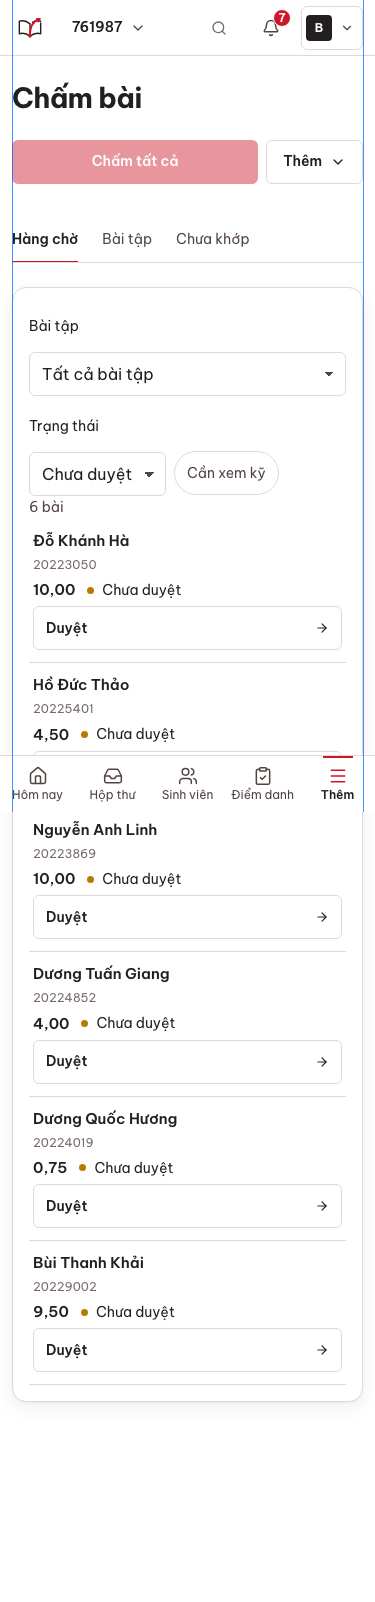 761987
7
B
Chấm bài
Chấm tất cả
Thêm
Hàng chờ
Bài tập
Chưa khớp
Bài tập
Tất cả bài tập
Trạng thái
Chưa duyệt
Cần xem kỹ
6 bài
Đỗ Khánh Hà
20223050
10,00 Chưa duyệt
Duyệt
Hồ Đức Thảo
20225401
4,50 Chưa duyệt
Hôm nay
Hộp thư
Sinh viên
Điểm danh
Thêm
Nguyễn Anh Linh
20223869
10,00 Chưa duyệt
Duyệt
Dương Tuấn Giang
20224852
4,00 Chưa duyệt
Duyệt
Dương Quốc Hương
20224019
0,75 Chưa duyệt
Duyệt
Bùi Thanh Khải
20229002
9,50 Chưa duyệt
Duyệt